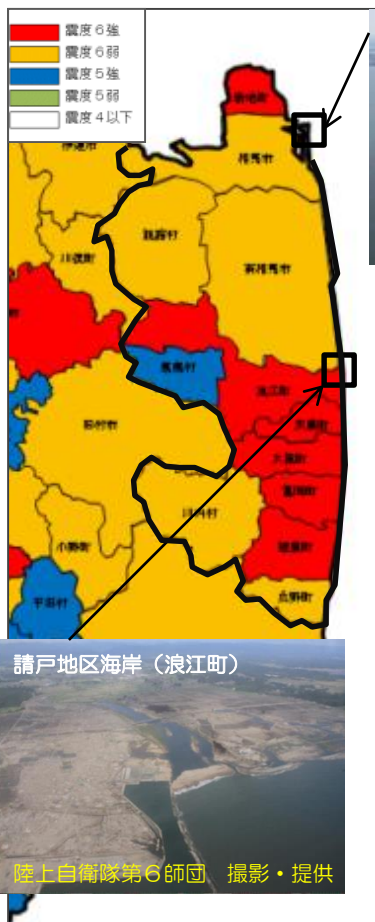 震度６強
震度６弱
震度５強
震度５弱
震度４以下
新地町
伊達市
相馬市
飯舘村
川俣町
南相馬市
葛尾村
浪江町
双葉町
田村市
大熊町
富岡町
川内村
小野町
楢葉町
広野町
平田村
請戸地区海岸（浪江町）
陸上自衛隊第６師団　撮影・提供